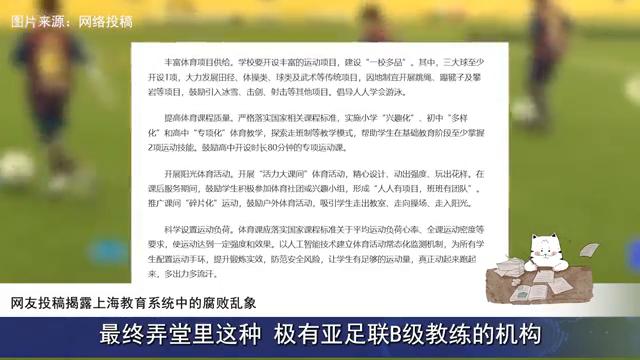 图片来源：网络投稿
丰富体育项目供给。学校要开设丰富的运动项目，建设“一校多品”。其中，三大球至少
开设1项，大力发展田径、体操类、球类及武术等传统项目，因地制宜开展跳绳、踢毽子及攀
岩等项目，鼓励引入冰雪、击剑、射击等其他项目。倡导人人学会游泳。
提高体育课程质量。严格落实国家相关课程标准，实施小学“兴趣化”、初中“多样
化”和高中“专项化”体育教学，探索走班制等教学模式，帮助学生在基础教育阶段至少掌握
2项运动技能。鼓励高中开设时长80分钟的专项运动课。
开展阳光体育活动。开展“活力大课间”体育活动，精心设计、动出强度、玩出花样。在
课后服务期间，鼓励学生积极参加体育社团或兴趣小组，形成“人人有项目，班班有团队”。
推广课间“碎片化”运动，鼓励户外体育活动，吸引学生走出教室、走向操场、走入阳光。
科学设置运动负荷。体育课应落实国家课程标准关于平均运动负荷心率、全课运动密度等
要求，使运动达到一定强度和效果。以人工智能技术建立体育活动常态化监测机制，为所有学
生配置运动手环，提升锻炼实效，防范安全风险，让学生有足够的运动量，真正动起来跑起
来，多出力多流汗。
网友投稿揭露上海教育系统中的腐败乱象
最终弄堂里这种 极有亚足联B级教练的机构